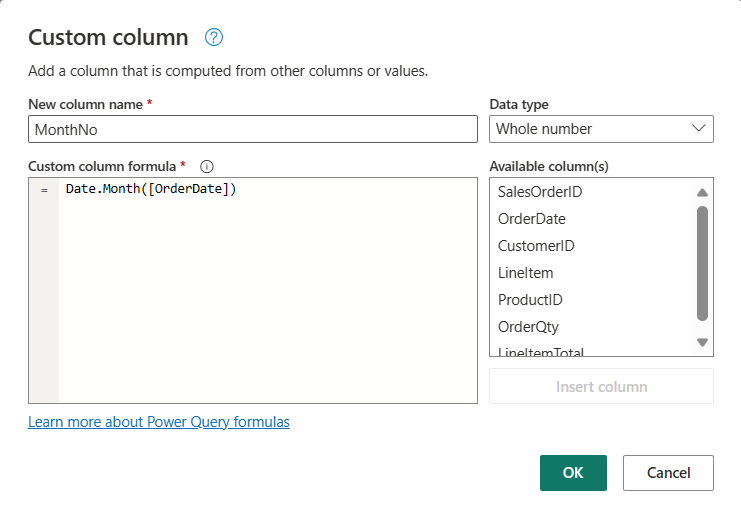 Custom column
Add a column that is computed from other columns or values.
New column name *
MonthNo
Data type
Whole number
Custom column formula *
= Date.Month([OrderDate])
Available column(s)
SalesOrderID
OrderDate
CustomerID
LineItem
ProductID
OrderQty
LineItemTotal
Insert column
Learn more about Power Query formulas
OK
Cancel